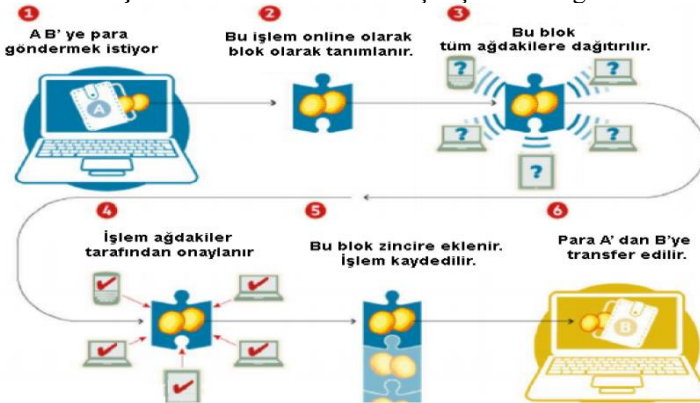 1
A B' ye para
göndermek istiyor
A
2
Bu işlem online olarak
blok olarak tanımlanır.
3
Bu blok
tüm ağdakilere dağıtırılır.
?
?
?
?
?
4
İşlem ağdakiler
tarafından onaylanır
5
Bu blok zincire eklenir.
İşlem kaydedilir.
6
Para A' dan B'ye
transfer edilir.
B